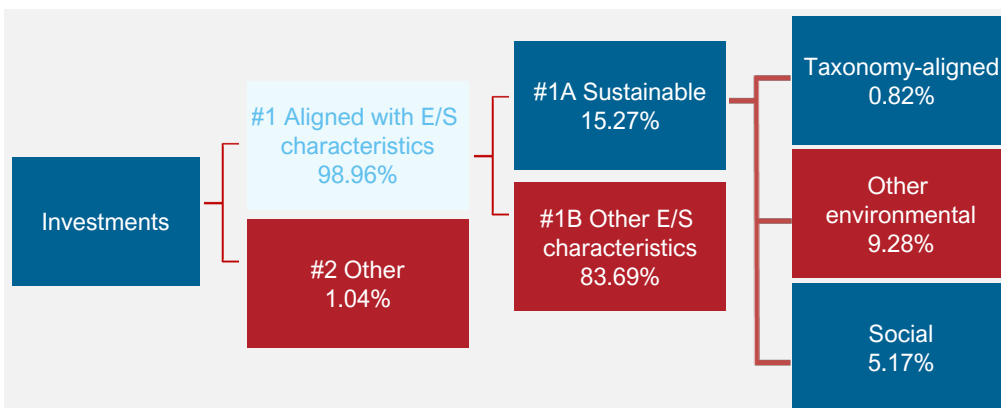 Investments
#1 Aligned with E/S
characteristics
98.96%
#2 Other
1.04%
#1A Sustainable
15.27%
#1B Other E/S
characteristics
83.69%
Taxonomy-aligned
0.82%
Other
environmental
9.28%
Social
5.17%